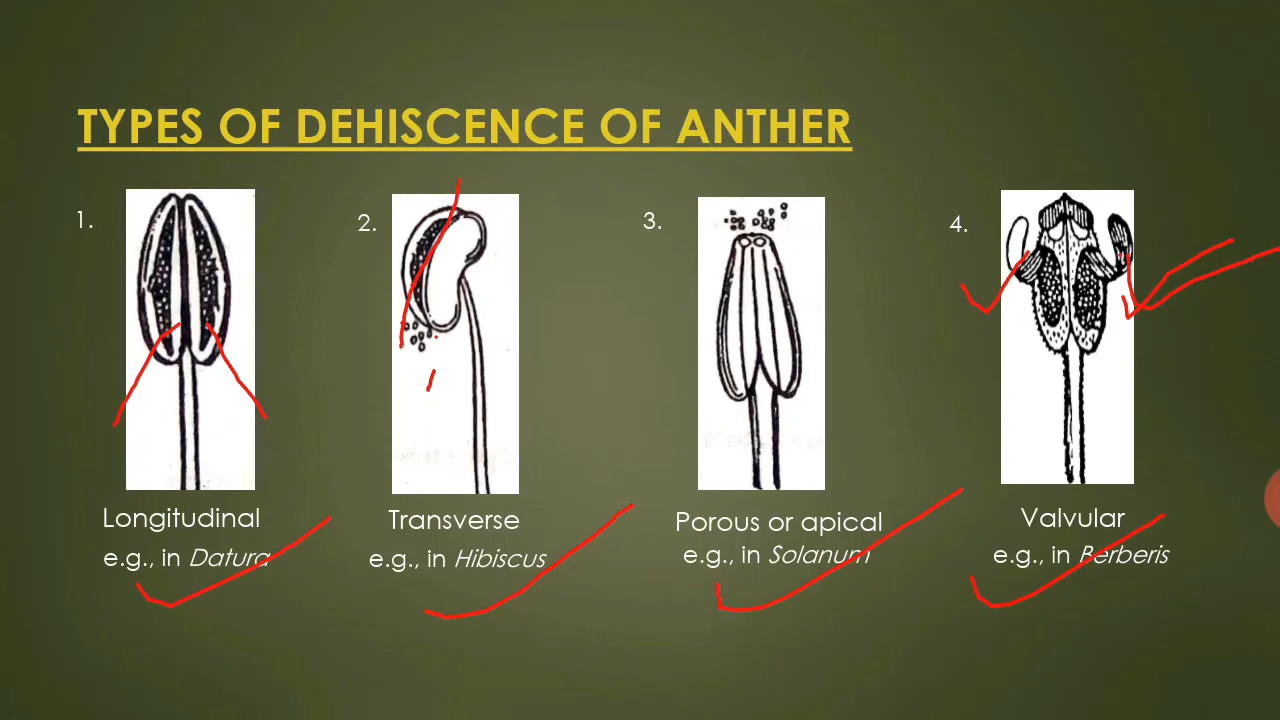 TYPES OF DEHISCENCE OF ANTHER
1.
2.
3.
4.
Longitudinal
e.g., in Datura
Transverse
e.g., in Hibiscus
Porous or apical
e.g., in Solanum
Valvular
e.g., in Berberis